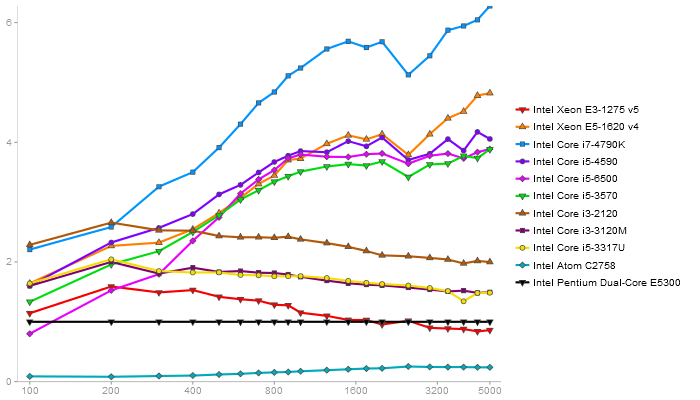 6
4
2
0
100
200
400
800
1600
3200
5000
Intel Xeon E3-1275 v5
Intel Xeon E5-1620 v4
Intel Core i7-4790K
Intel Core i5-4590
Intel Core i5-6500
Intel Core i5-3570
Intel Core i3-2120
Intel Core i3-3120M
Intel Core i5-3317U
Intel Atom C2758
Intel Pentium Dual-Core E5300